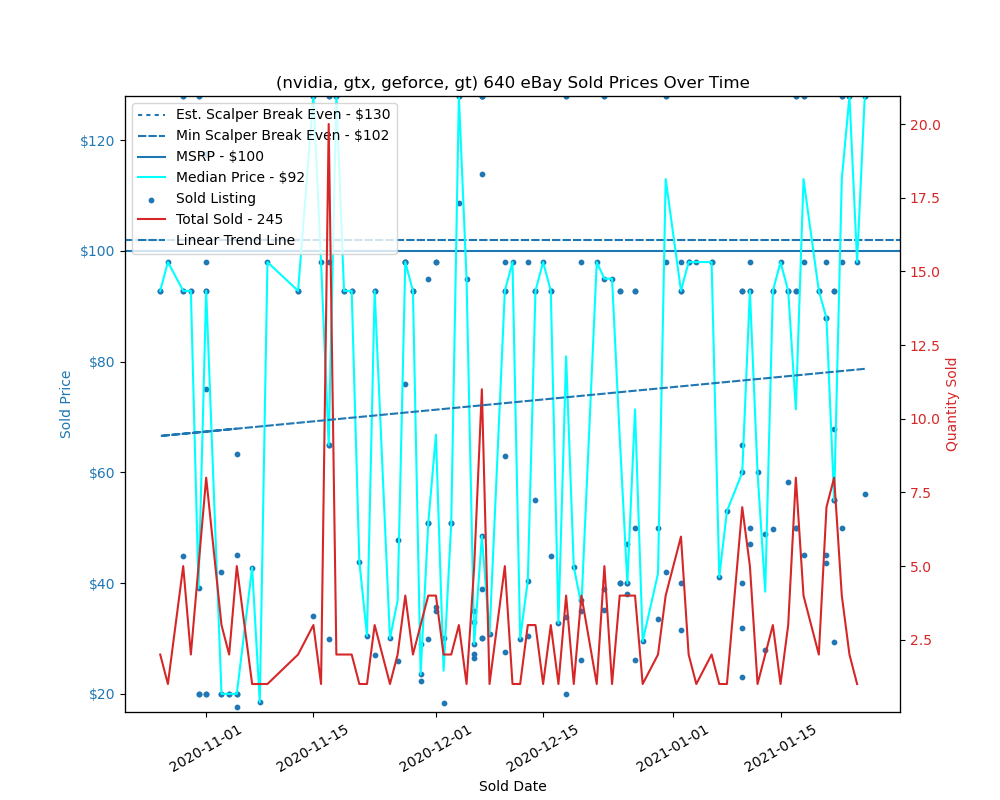 (nvidia, gtx, geforce, gt) 640 eBay Sold Prices Over Time
Est. Scalper Break Even - $130
Min Scalper Break Even - $102
MSRP - $100
Median Price - $92
Sold Listing
Total Sold - 245
Linear Trend Line
$120
$100
$80
$60
$40
$20
Sold Price
20.0
17.5
15.0
12.5
10.0
7.5
5.0
2.5
Quantity Sold
2020-11-01
2020-11-15
2020-12-01
2020-12-15
2021-01-01
2021-01-15
Sold Date